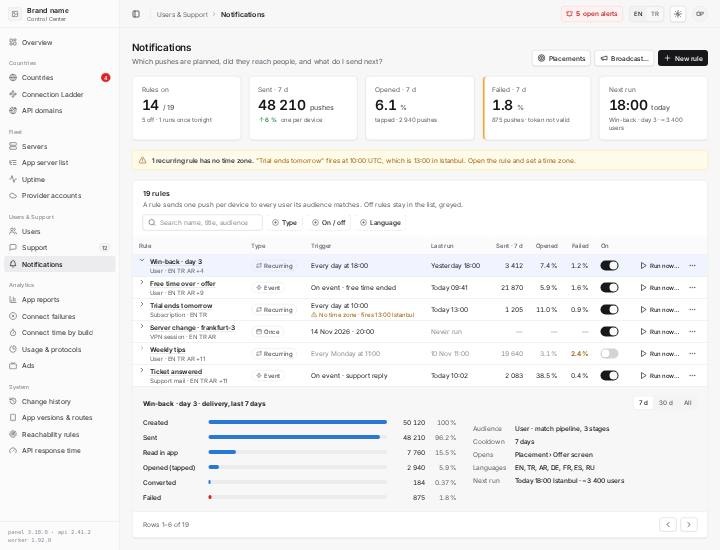 Brand name
Control Center
Overview
Countries
Countries 4
Connection Ladder
API domains
Fleet
Servers
App server list
Uptime
Provider accounts
Users & Support
Users
Support 12
Notifications
Analytics
App reports
Connect failures
Connect time by build
Usage & protocols
Ads
System
Change history
App versions & routes
Reachability rules
API response time
panel 3.18.0 · api 2.41.2
worker 1.92.0
Users & Support › Notifications
5 open alerts
EN TR
OP
Notifications
Which pushes are planned, did they reach people, and what do I send next?
Placements
Broadcast...
New rule
Rules on
14 / 19
5 off · 1 runs once tonight
Sent · 7 d
48 210 pushes
↑6 % one per device
Opened · 7 d
6.1 %
tapped · 2 940 pushes
Failed · 7 d
1.8 %
875 pushes · token not valid
Next run
18:00 today
Win-back · day 3 · ≈3 400
users
1 recurring rule has no time zone. "Trial ends tomorrow" fires at 10:00 UTC, which is 13:00 in Istanbul. Open the rule and set a time zone.
19 rules
A rule sends one push per device to every user its audience matches. Off rules stay in the list, greyed.
Search name, title, audience
Type
On / off
Language
Rule Type Trigger Last run Sent · 7 d Opened Failed On
Win-back · day 3 Recurring Every day at 18:00 Yesterday 18:00 3 412 7.4 % 1.2 % Run now...
User · EN TR AR +4
Free time over · offer Event On event · free time ended Today 09:41 21 870 5.9 % 1.6 % Run now...
User · EN TR AR +9
Trial ends tomorrow Recurring Every day at 10:00 Today 13:00 1 205 11.0 % 0.9 % Run now...
Subscription · EN TR No time zone · fires 13:00 Istanbul
Server change · frankfurt-3 Once 14 Nov 2026 · 20:00 Never run — — — Run now...
VPN session · EN TR AR
Weekly tips Recurring Every Monday at 11:00 10 Nov 11:00 19 640 3.1 % 2.4 % Run now...
User · EN TR AR +11
Ticket answered Event On event · support reply Today 10:02 2 083 38.5 % 0.4 % Run now...
Support mail · EN TR AR +11
Win-back · day 3 · delivery, last 7 days
7 d 30 d All
Created 50 120 100 %
Sent 48 210 96.2 %
Read in app 7 760 15.5 %
Opened (tapped) 2 940 5.9 %
Converted 184 0.37 %
Failed 875 1.8 %
Audience User · match pipeline, 3 stages
Cooldown 7 days
Opens Placement › Offer screen
Languages EN, TR, AR, DE, FR, ES, RU
Next run Today 18:00 Istanbul · ≈3 400 users
Rows 1–6 of 19